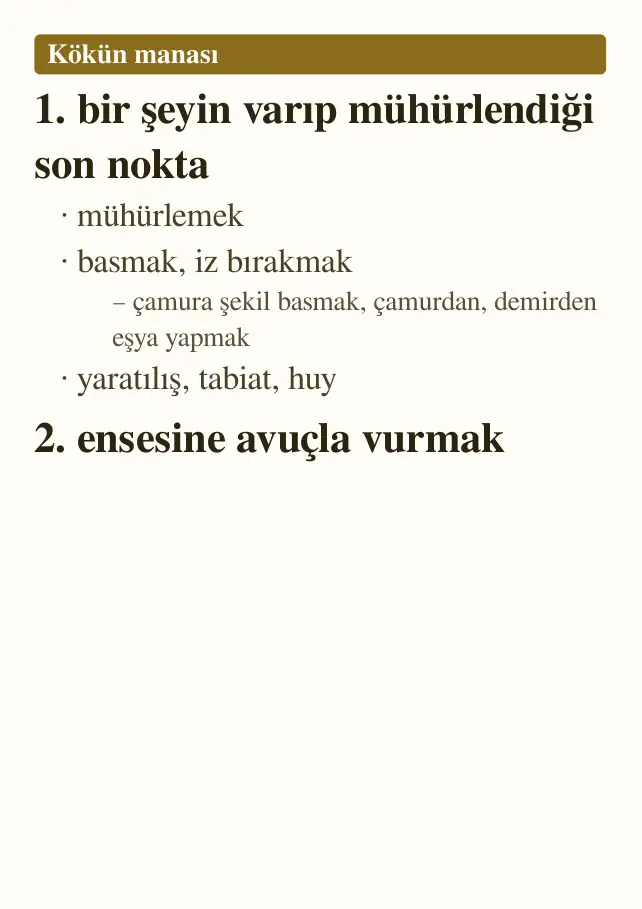 Kökün manası
1. bir şeyin varıp mühürlendiği
son nokta
· mühürlemek
· basmak, iz bırakmak
– çamura şekil basmak, çamurdan, demirden
eşya yapmak
· yaratılış, tabiat, huy
2. ensesine avuçla vurmak